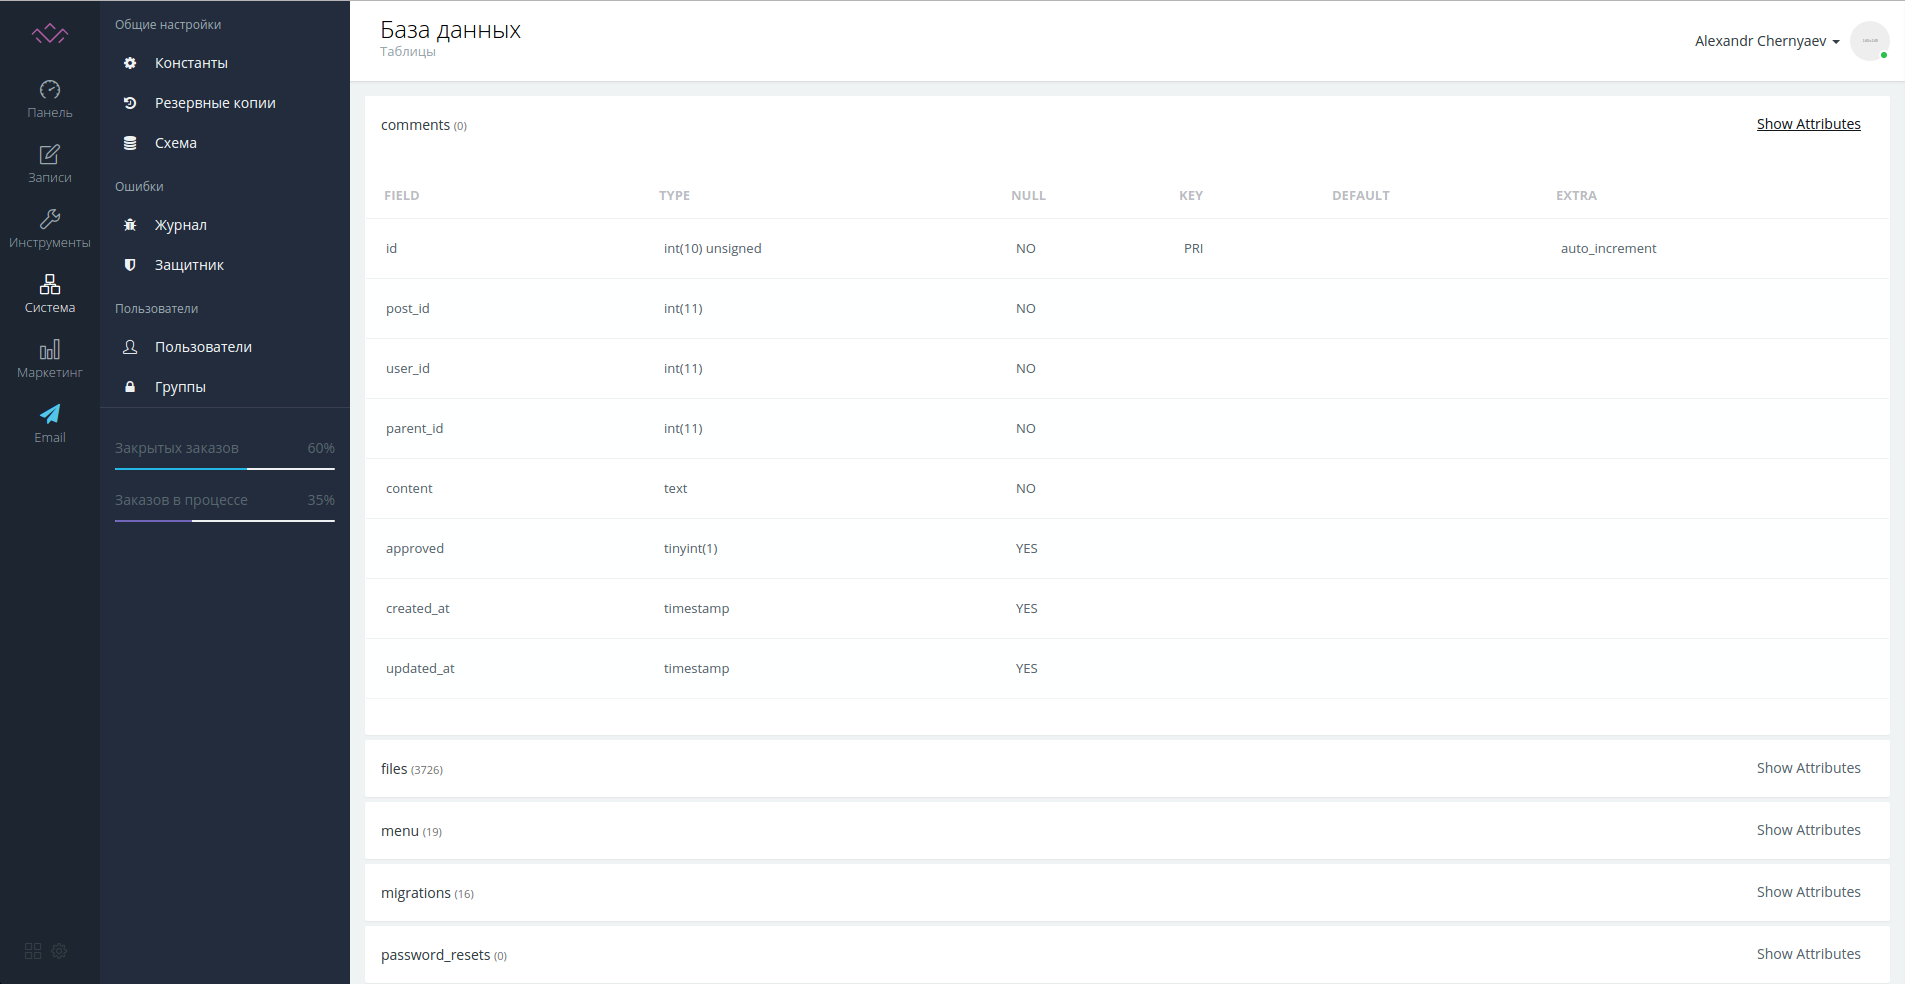 Панель
Записи
Инструменты
Система
Маркетинг
Email
Общие настройки
Константы
Резервные копии
Схема
Ошибки
Журнал
Защитник
Пользователи
Пользователи
Группы
Закрытых заказов 60%
Заказов в процессе 35%
База данных
Таблицы
Alexandr Chernyaev
comments (0) Show Attributes
FIELD TYPE NULL KEY DEFAULT EXTRA
id int(10) unsigned NO PRI auto_increment
post_id int(11) NO
user_id int(11) NO
parent_id int(11) NO
content text NO
approved tinyint(1) YES
created_at timestamp YES
updated_at timestamp YES
files (3726) Show Attributes
menu (19) Show Attributes
migrations (16) Show Attributes
password_resets (0) Show Attributes